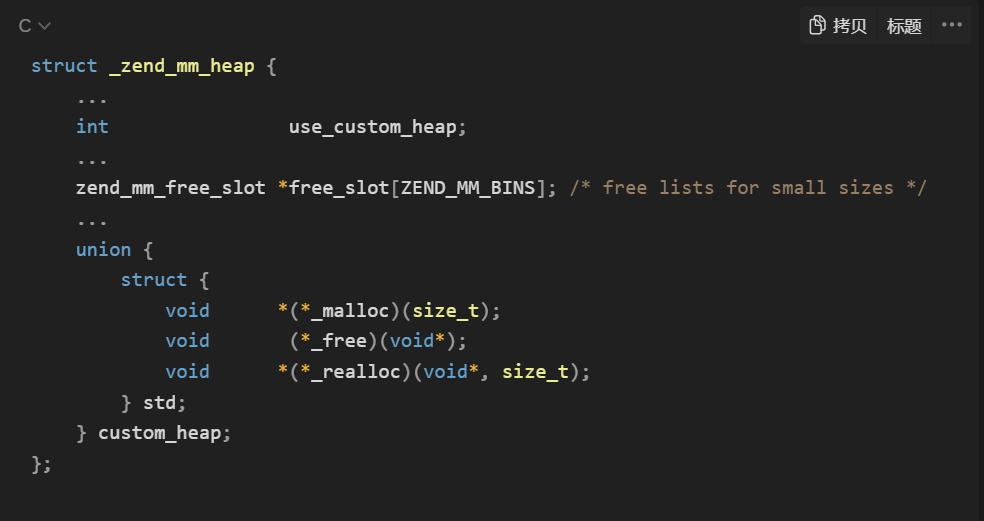 C
拷贝 标题 ...
struct _zend_mm_heap {
    ...
    int                use_custom_heap;
    ...
    zend_mm_free_slot *free_slot[ZEND_MM_BINS]; /* free lists for small sizes */
    ...
    union {
        struct {
            void      *(*_malloc)(size_t);
            void       (*_free)(void*);
            void      *(*_realloc)(void*, size_t);
        } std;
    } custom_heap;
};